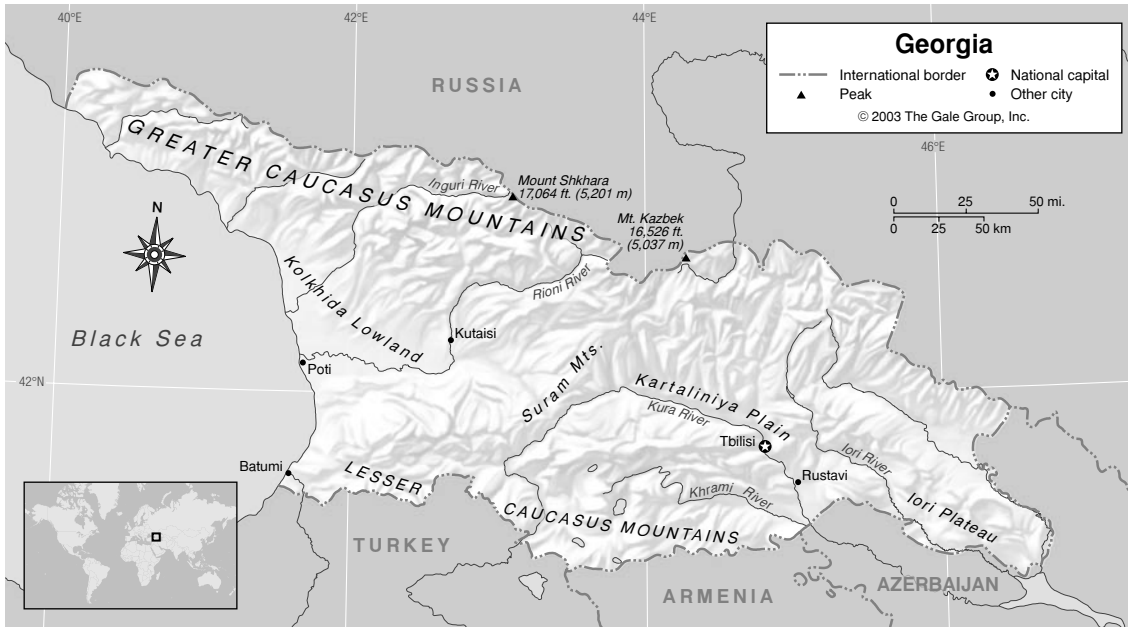 40°E
42°E
44°E
46°E
Georgia
International border
National capital
Peak
Other city
© 2003 The Gale Group, Inc.
0 25 50 mi.
0 25 50 km
RUSSIA
GREATER CAUCASUS MOUNTAINS
Inguri River
Mount Shkhara
17,064 ft. (5,201 m)
Mt. Kazbek
16,526 ft.
(5,037 m)
N
Rioni River
Kolkhida Lowland
Black Sea
Kutaisi
Poti
42°N
Suram Mts.
Kartaliniya Plain
Kura River
Tbilisi
Iori River
Batumi
LESSER
Rustavi
Khrami River
Iori Plateau
CAUCASUS MOUNTAINS
TURKEY
AZERBAIJAN
ARMENIA